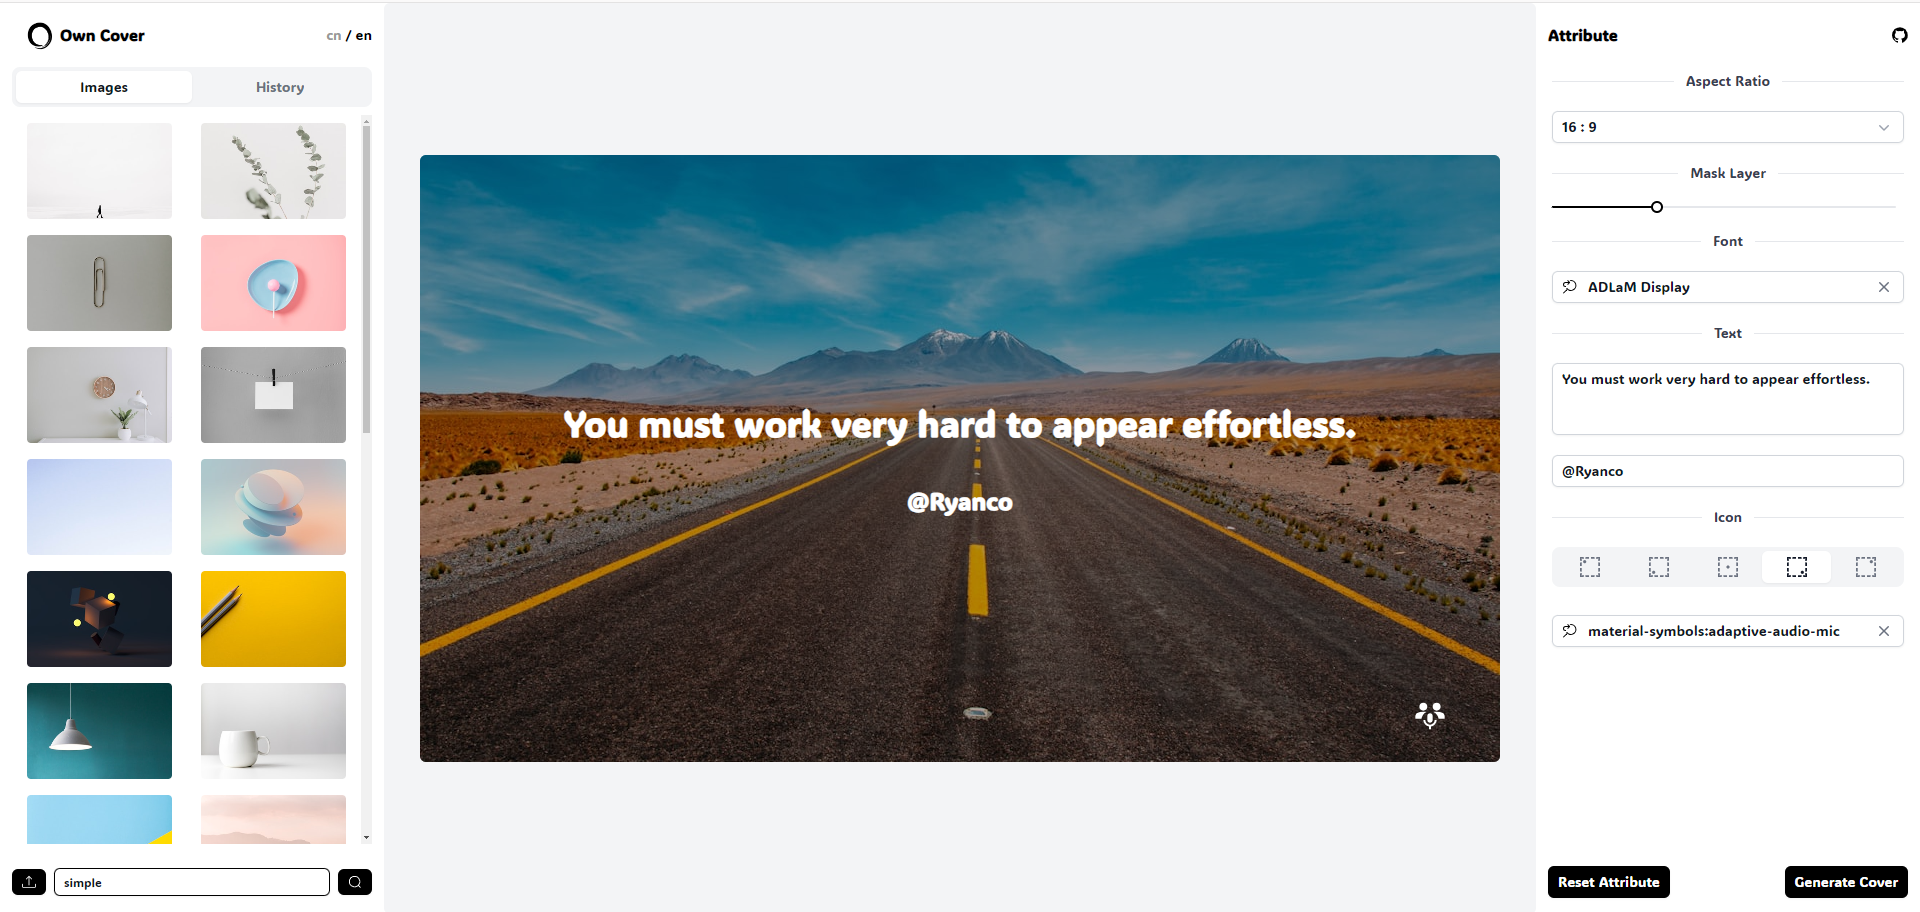 Own Cover
cn / en
Images
History
simple
You must work very hard to appear effortless.
@Ryanco
Attribute
Aspect Ratio
16 : 9
Mask Layer
Font
ADLaM Display
Text
You must work very hard to appear effortless.
@Ryanco
Icon
material-symbols:adaptive-audio-mic
Reset Attribute
Generate Cover